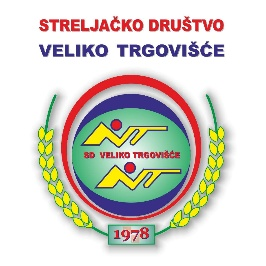 STRELJAČKO DRUŠTVO
VELIKO TRGOVIŠĆE
SD VELIKO TRGOVIŠĆE
1978